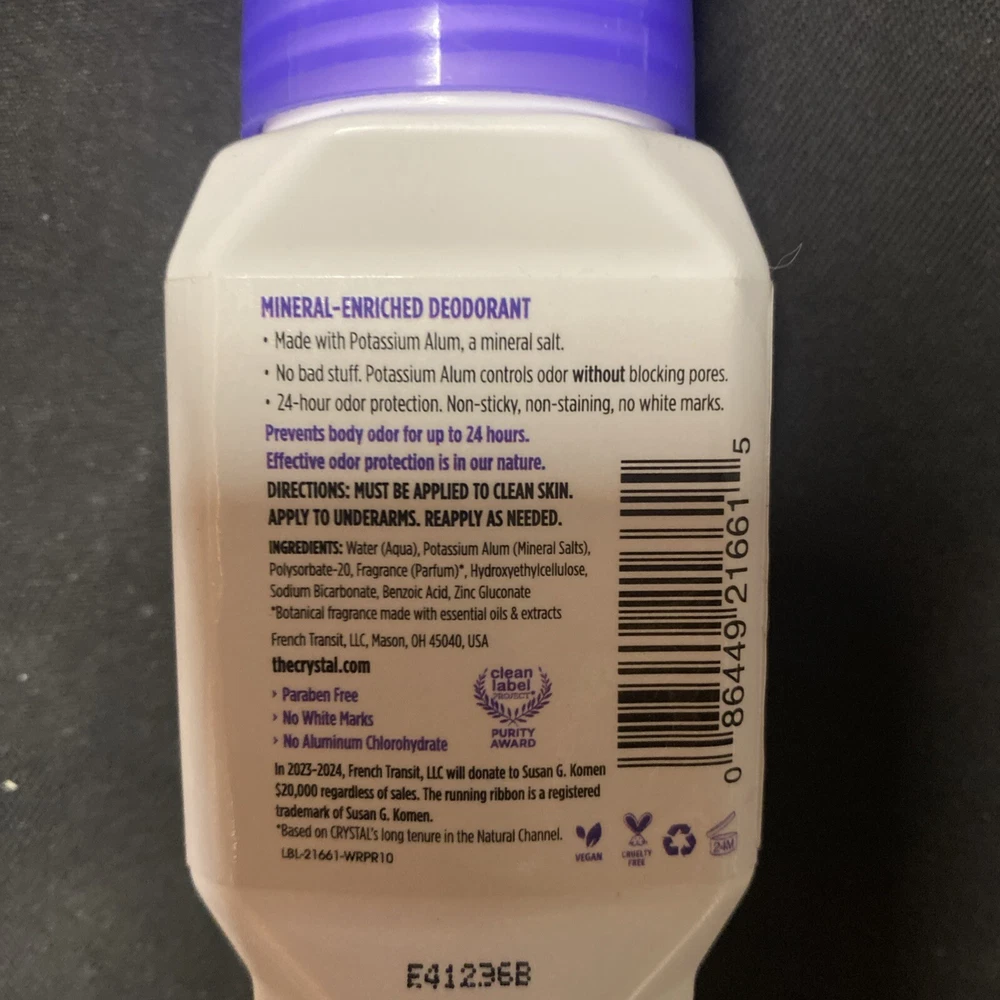 MINERAL-ENRICHED DEODORANT
• Made with Potassium Alum, a mineral salt.
• No bad stuff. Potassium Alum controls odor without blocking pores.
• 24-hour odor protection. Non-sticky, non-staining, no white marks.
Prevents body odor for up to 24 hours.
Effective odor protection is in our nature.
DIRECTIONS: MUST BE APPLIED TO CLEAN SKIN.
APPLY TO UNDERARMS. REAPPLY AS NEEDED.
INGREDIENTS: Water (Aqua), Potassium Alum (Mineral Salts),
Polysorbate-20, Fragrance (Parfum)*, Hydroxyethylcellulose,
Sodium Bicarbonate, Benzoic Acid, Zinc Gluconate
*Botanical fragrance made with essential oils & extracts
French Transit, LLC, Mason, OH 45040, USA
thecrystal.com
› Paraben Free
› No White Marks
› No Aluminum Chlorohydrate
clean
label
PROJECT
PURITY
AWARD
0 86449 21661 5
In 2023-2024, French Transit, LLC will donate to Susan G. Komen
$20,000 regardless of sales. The running ribbon is a registered
trademark of Susan G. Komen.
*Based on CRYSTAL's long tenure in the Natural Channel.
LBL-21661-WRPR10
VEGAN
CRUELTY
FREE
24M
E41236B